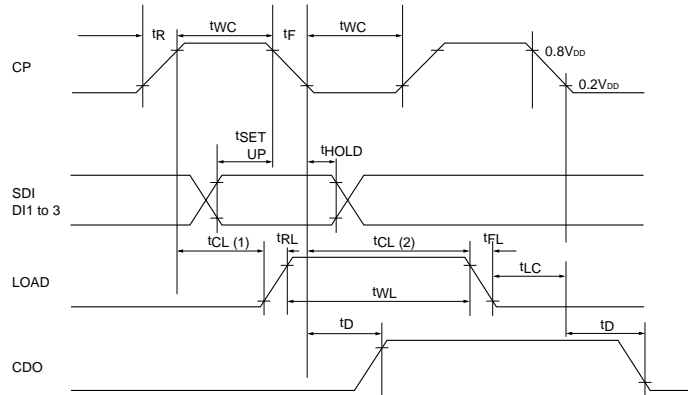 tR
tWC
tF
tWC
CP
0.8VDD
0.2VDD
tSET
UP
tHOLD
SDI
DI1 to 3
tCL (1)
tRL
tCL (2)
tFL
LOAD
tWL
tLC
tD
tD
CDO